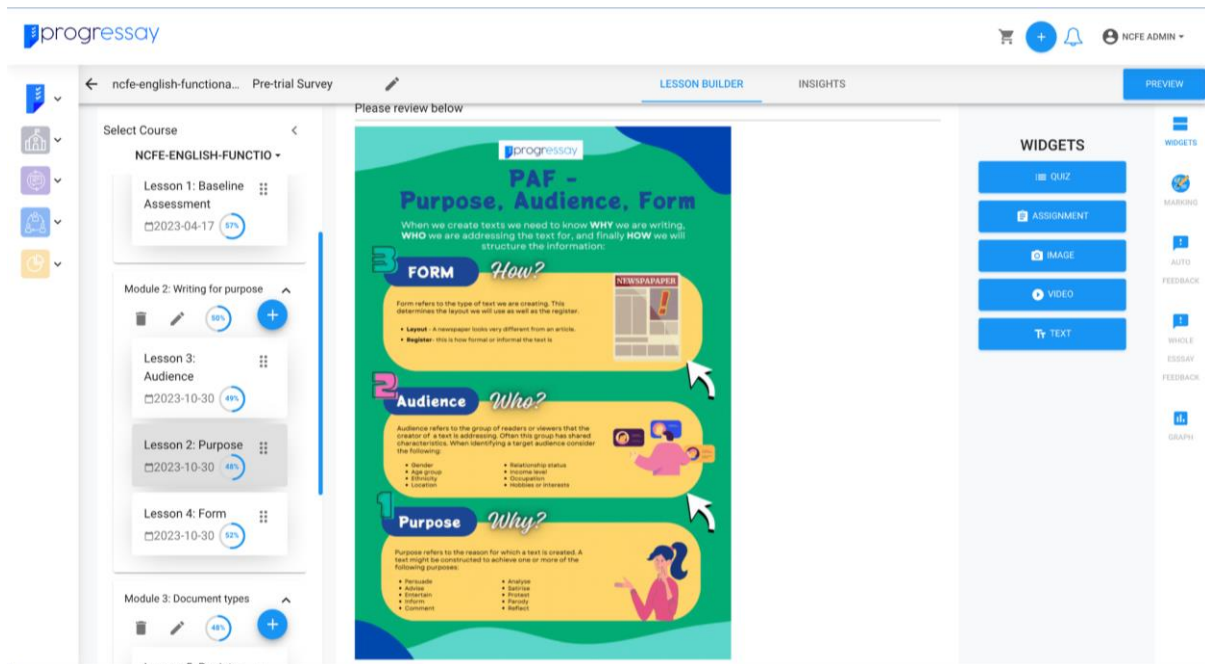 progressay
NCFE ADMIN
ncfe-english-functiona... Pre-trial Survey
LESSON BUILDER
INSIGHTS
PREVIEW
Select Course
NCFE-ENGLISH-FUNCTIO
Lesson 1: Baseline
Assessment
2023-04-17 57%
Module 2: Writing for purpose
50%
Lesson 3:
Audience
2023-10-30 49%
Lesson 2: Purpose
2023-10-30 48%
Lesson 4: Form
2023-10-30 52%
Module 3: Document types
48%
Please review below
progressay
PAF -
Purpose, Audience, Form
When we create texts we need to know WHY we are writing,
WHO we are addressing the text for, and finally HOW we will
structure the information:
3
FORM How?
NEWSPAPAPER
Form refers to the type of text we are creating. This
determines the layout we will use as well as the register.
Layout - A newspaper looks very different from an article.
Register- this is how formal or informal the text is
2
Audience Who?
Audience refers to the group of readers or viewers that the
creator of a text is addressing. Often this group has shared
characteristics. When identifying a target audience consider
the following:
Gender
Age group
Ethnicity
Location
Relationship status
Income level
Occupation
Hobbies or interests
1
Purpose Why?
Purpose refers to the reason for which a text is created. A
text might be constructed to achieve one or more of the
following purposes:
Persuade
Advise
Entertain
Inform
Comment
Analyse
Satirise
Protest
Parody
Reflect
WIDGETS
QUIZ
ASSIGNMENT
IMAGE
VIDEO
TEXT
WIDGETS
MARKING
AUTO
FEEDBACK
WHOLE
ESSSAY
FEEDBACK
GRAPH